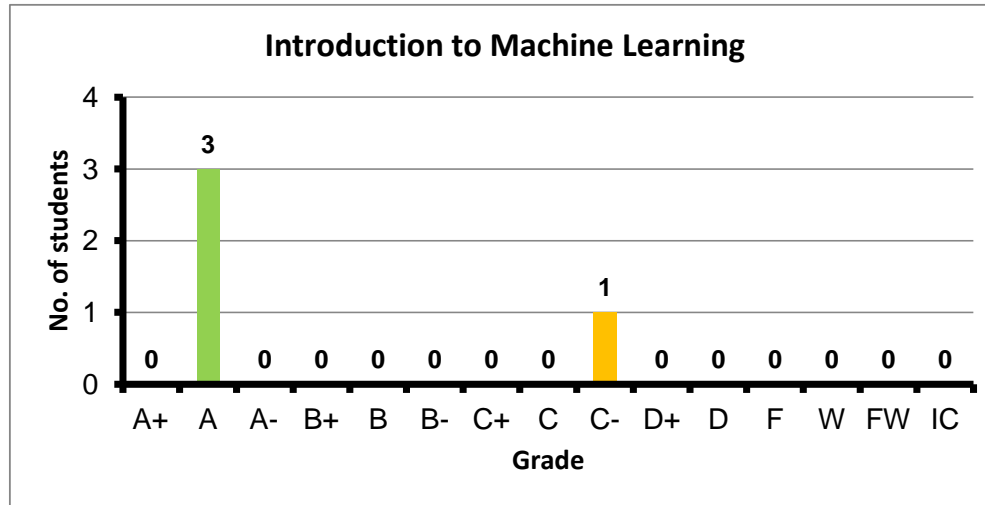 Introduction to Machine Learning
No. of students
4
3
2
1
0
0 3 0 0 0 0 0 0 1 0 0 0 0 0 0
A+ A A- B+ B B- C+ C C- D+ D F W FW IC
Grade